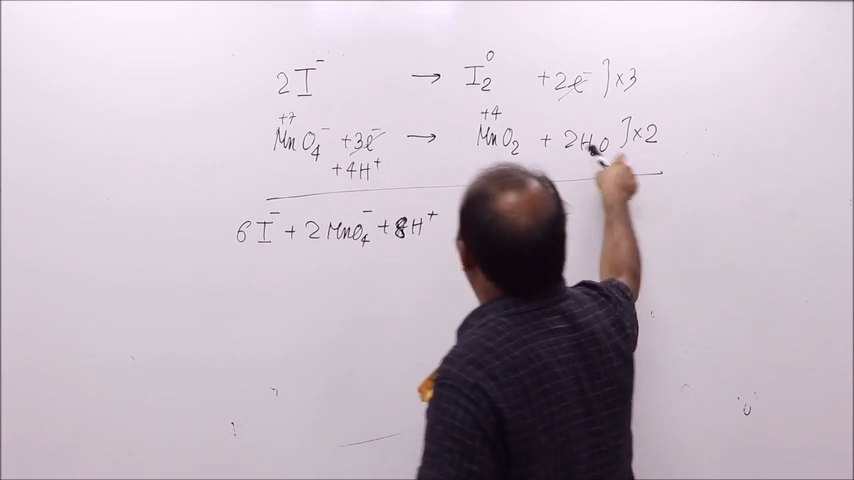 2I⁻ → I₂⁰ + 2e⁻ ] ×3
+7 +4
MnO₄⁻ + 3e⁻ → MnO₂ + 2H₂O ] ×2
+4H⁺
6I⁻ + 2MnO₄⁻ + 8H⁺